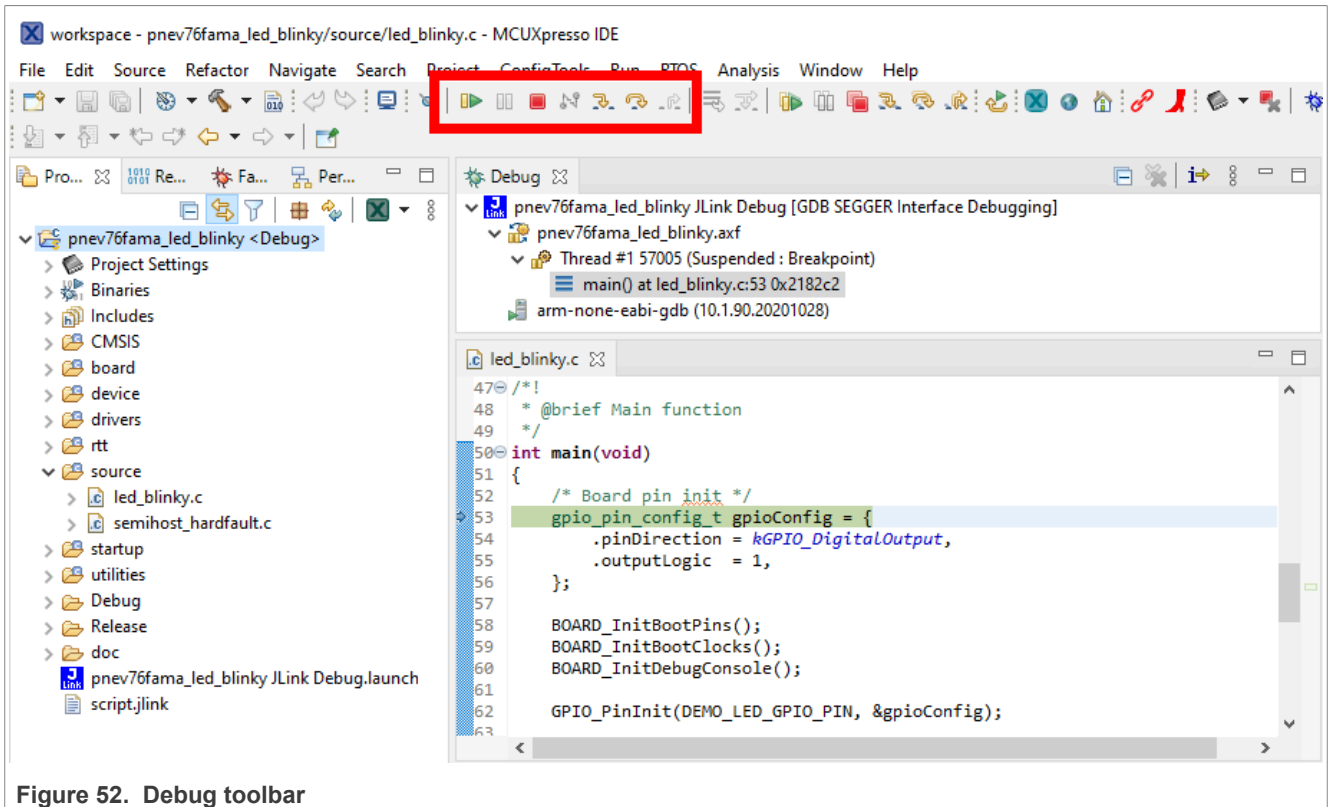 workspace - pnev76fama_led_blinky/source/led_blinky.c - MCUXpresso IDE
File Edit Source Refactor Navigate Search Project ConfigTools Run RTOS Analysis Window Help
Pro... Re... Fa... Per...
pnev76fama_led_blinky <Debug>
Project Settings
Binaries
Includes
CMSIS
board
device
drivers
rtt
source
led_blinky.c
semihost_hardfault.c
startup
utilities
Debug
Release
doc
pnev76fama_led_blinky JLink Debug.launch
script.jlink
Debug
pnev76fama_led_blinky JLink Debug [GDB SEGGER Interface Debugging]
pnev76fama_led_blinky.axf
Thread #1 57005 (Suspended : Breakpoint)
main() at led_blinky.c:53 0x2182c2
arm-none-eabi-gdb (10.1.90.20201028)
led_blinky.c
47 /*!
48 * @brief Main function
49 */
50 int main(void)
51 {
52 /* Board pin init */
53 gpio_pin_config_t gpioConfig = {
54 .pinDirection = kGPIO_DigitalOutput,
55 .outputLogic = 1,
56 };
57
58 BOARD_InitBootPins();
59 BOARD_InitBootClocks();
60 BOARD_InitDebugConsole();
61
62 GPIO_PinInit(DEMO_LED_GPIO_PIN, &gpioConfig);
63
Figure 52. Debug toolbar